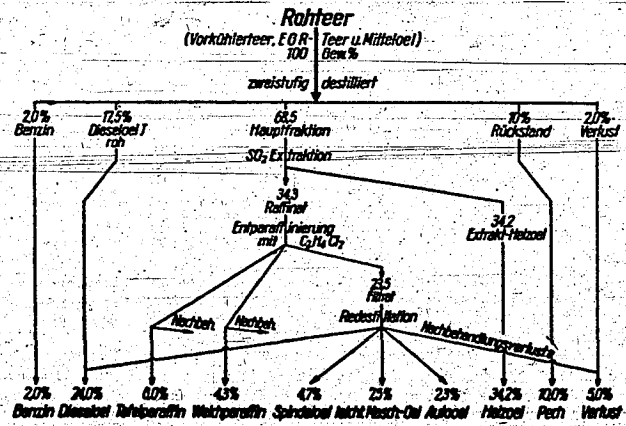 Rohteer
(Vorkühlerteer, E G R- Teer u. Mitteloel)
100 Gew.%
zweistufig destilliert
2,0% 17,5% 68,5 10% 2,0%
Benzin Dieseloel I Hauptfraktion Rückstand Verlust
roh
SO2 Extraktion
34,3
Raffinat
34,2
Extrakt-Heizoel
Entparaffinierung
mit C2H4Cl2
23,5
Filtrat
Nachbeh. Nachbeh. Redestillation
Nachbehandlungsverluste
2,0% 24,0% 6,0% 4,3% 4,7% 7,5% 2,3% 34,2% 10,0% 5,0%
Benzin Dieseloel Tafelparaffin Weichparaffin Spindeloel leicht Masch-Oel Autooel Heizoel Pech Verlust